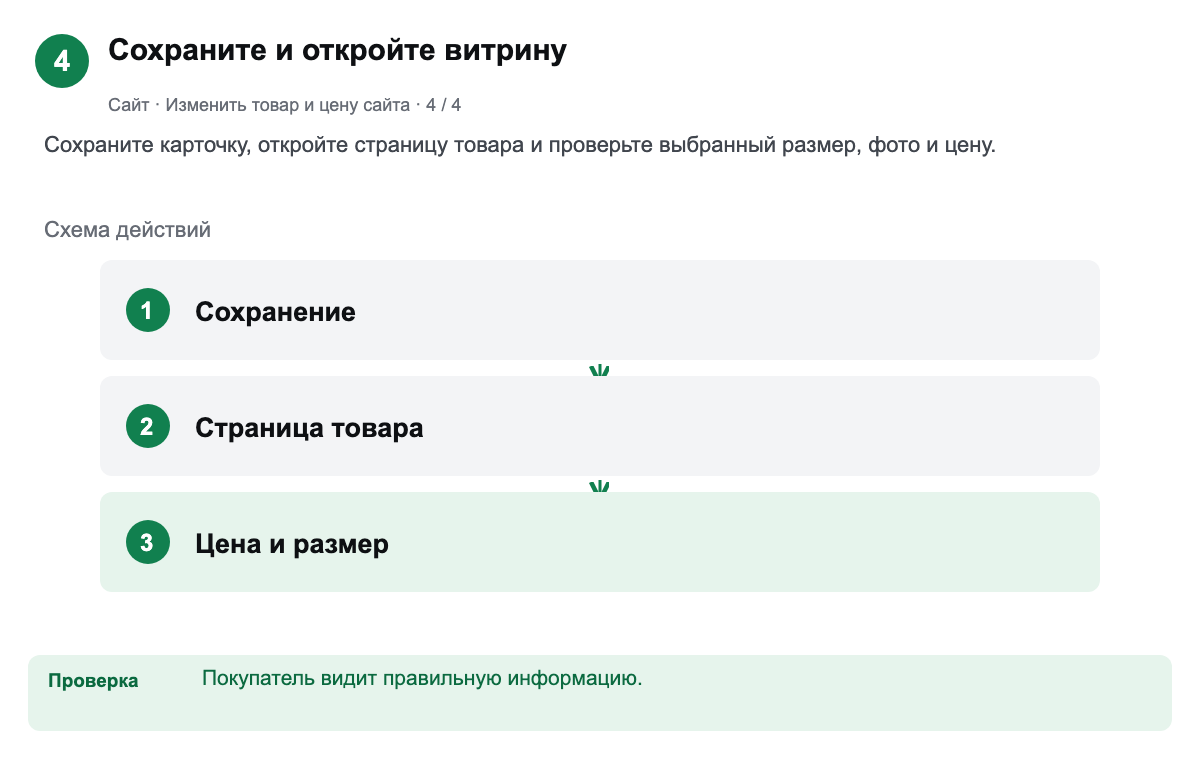 4
Сохраните и откройте витрину
Сайт · Изменить товар и цену сайта · 4 / 4
Сохраните карточку, откройте страницу товара и проверьте выбранный размер, фото и цену.
Схема действий
1 Сохранение
2 Страница товара
3 Цена и размер
Проверка Покупатель видит правильную информацию.